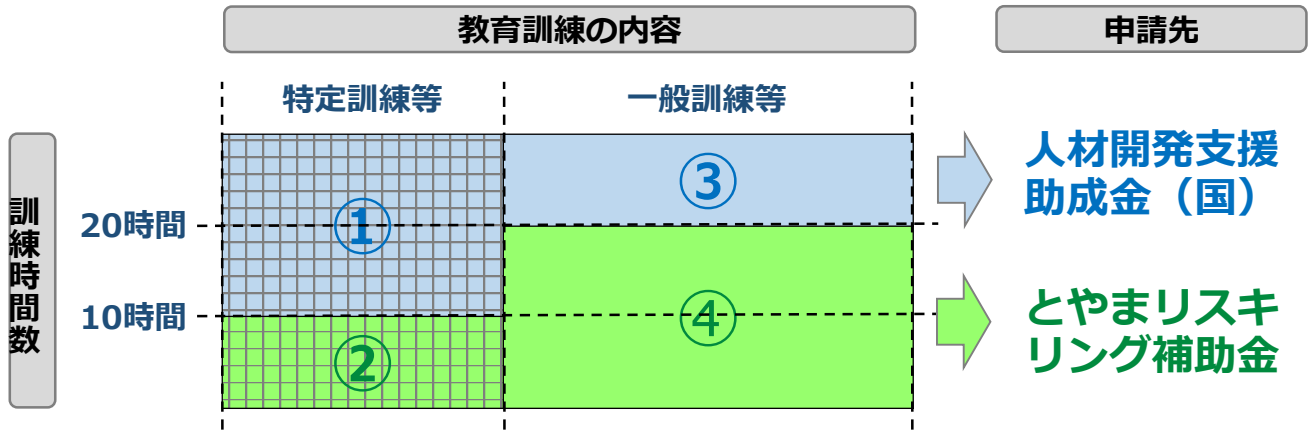 教育訓練の内容
申請先
特定訓練等
一般訓練等
訓練時間数
20時間
10時間
①
②
③
④
人材開発支援
助成金（国）
とやまリスキ
リング補助金